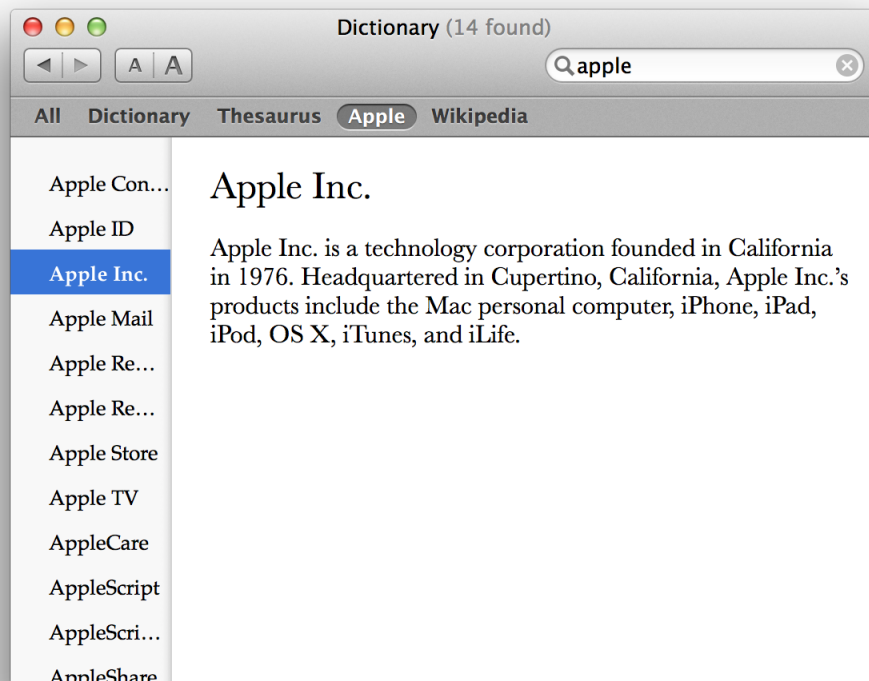 Dictionary (14 found)
A A
apple
All Dictionary Thesaurus Apple Wikipedia
Apple Con…
Apple ID
Apple Inc.
Apple Mail
Apple Re…
Apple Re…
Apple Store
Apple TV
AppleCare
AppleScript
AppleScri…
AppleShare
Apple Inc.
Apple Inc. is a technology corporation founded in California
in 1976. Headquartered in Cupertino, California, Apple Inc.’s
products include the Mac personal computer, iPhone, iPad,
iPod, OS X, iTunes, and iLife.